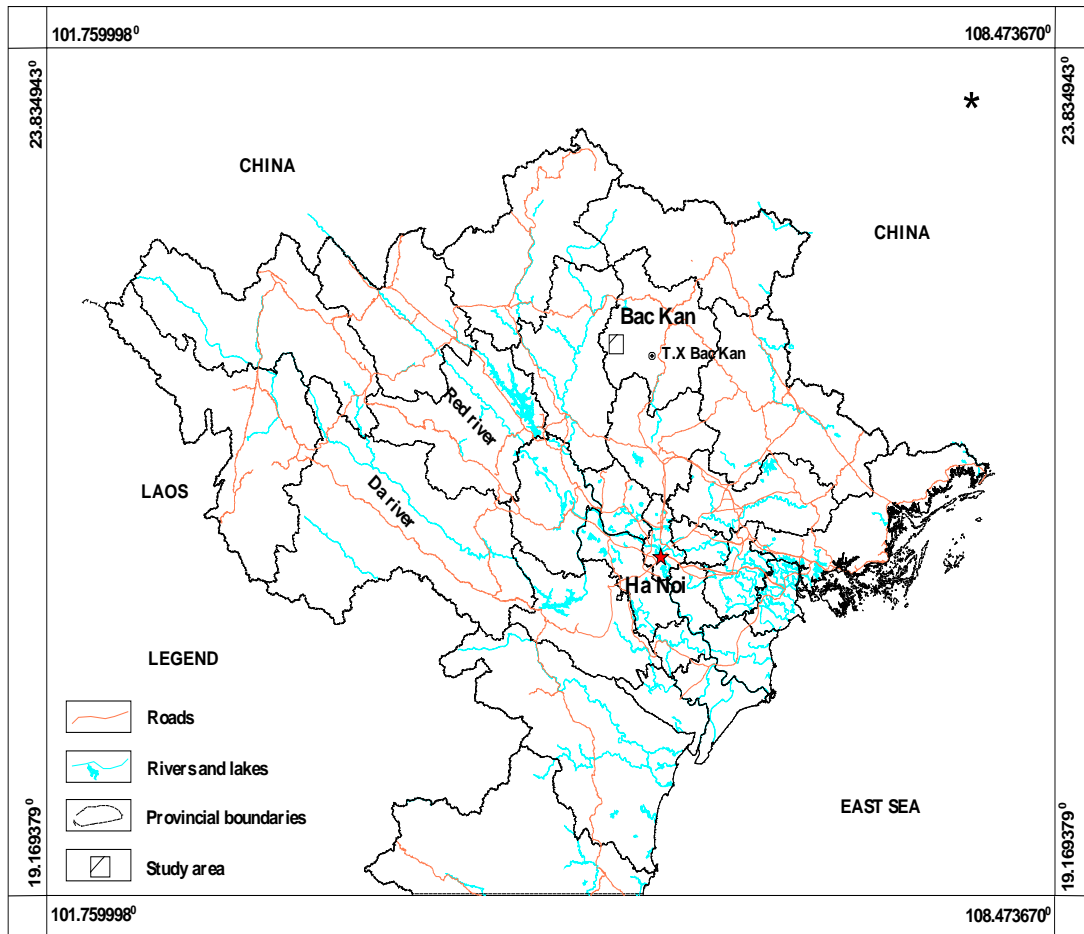 101.759998⁰
108.473670⁰
23.834943⁰
23.834943⁰
*
CHINA
CHINA
Bac Kan
T.X Bac Kan
Red river
LAOS
Da river
Ha Noi
LEGEND
Roads
Rivers and lakes
Provincial boundaries
Study area
EAST SEA
19.169379⁰
19.169379⁰
101.759998⁰
108.473670⁰